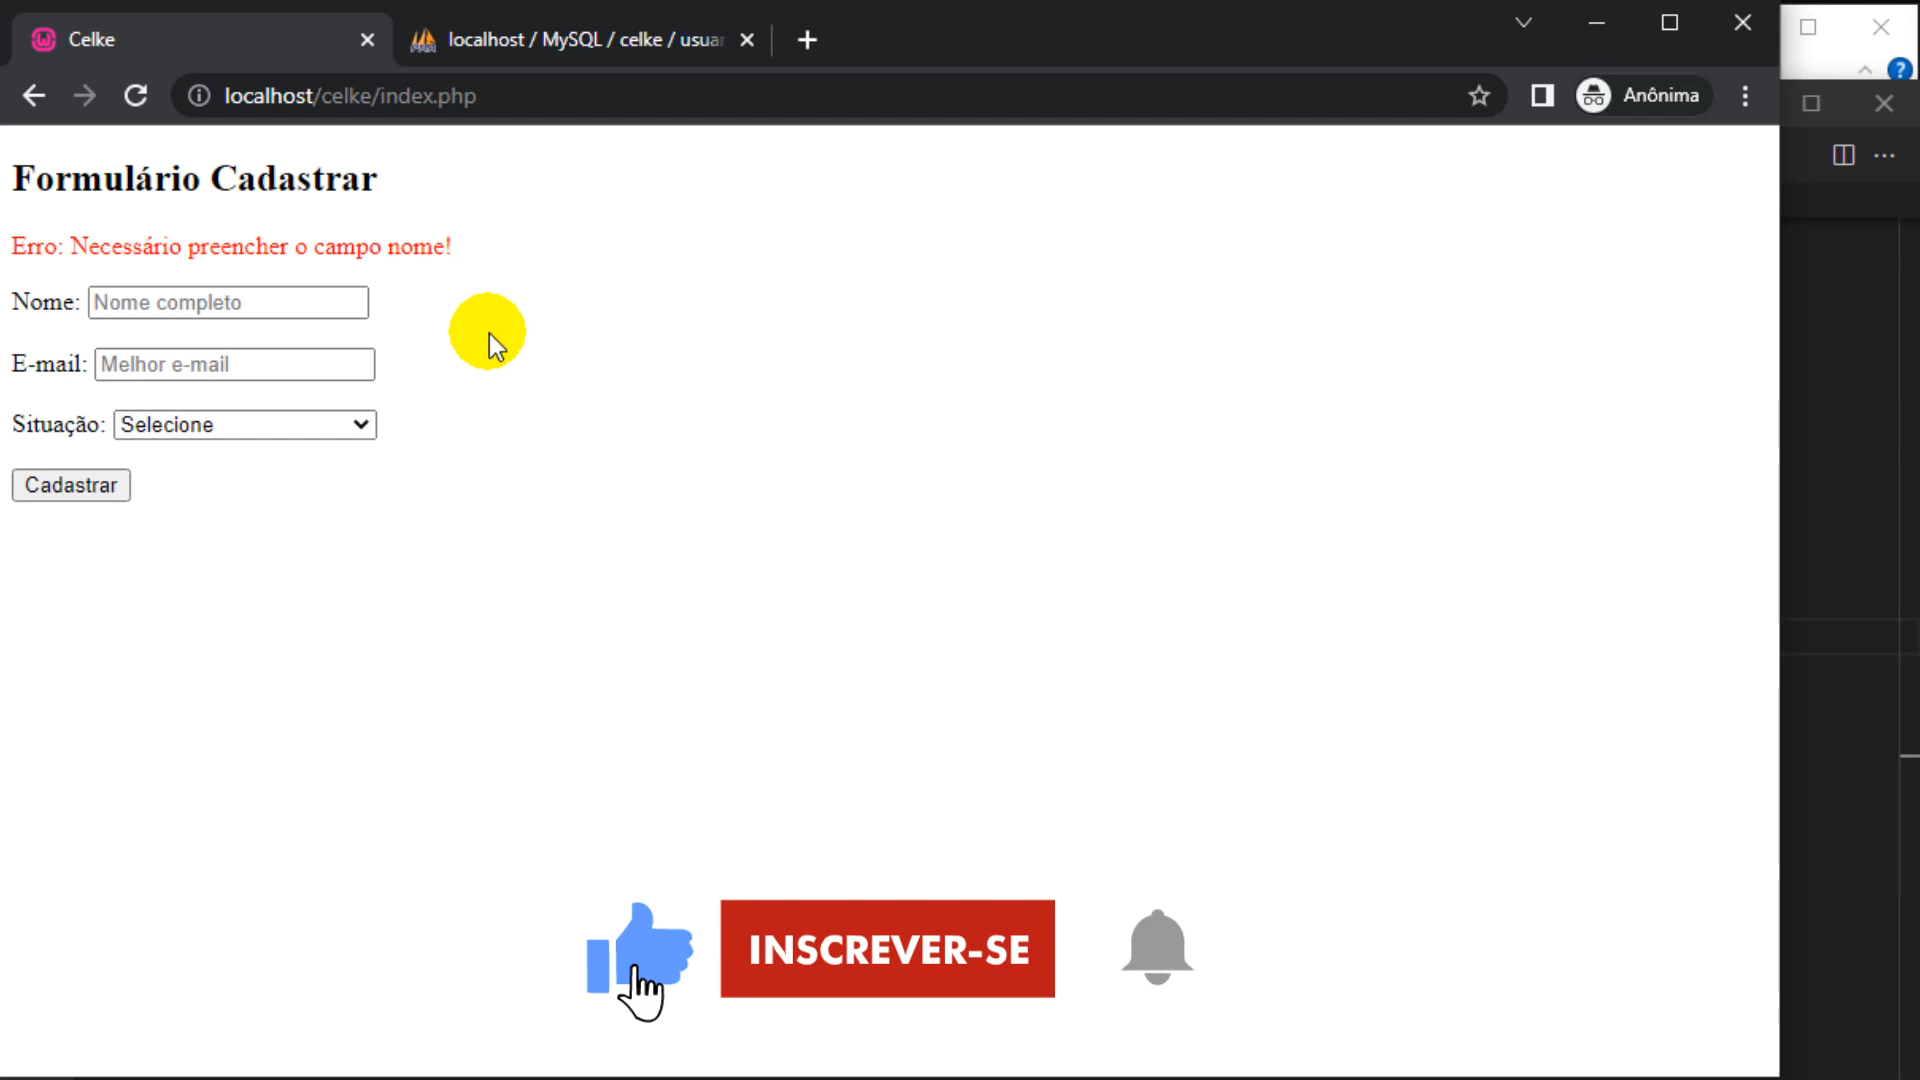 Celke
localhost / MySQL / celke / usuar
localhost/celke/index.php
Anônima
?
Formulário Cadastrar
Erro: Necessário preencher o campo nome!
Nome: Nome completo
E-mail: Melhor e-mail
Situação: Selecione
Cadastrar
INSCREVER-SE